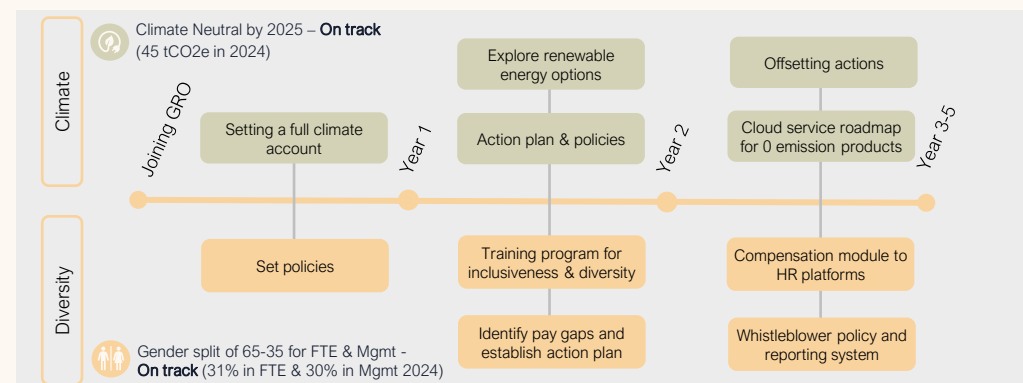 Climate
Climate Neutral by 2025 – On track
(45 tCO2e in 2024)
Joining GRO
Setting a full climate
account
Year 1
Explore renewable
energy options
Action plan & policies
Year 2
Offsetting actions
Cloud service roadmap
for 0 emission products
Year 3-5
Diversity
Set policies
Training program for
inclusiveness & diversity
Identify pay gaps and
establish action plan
Compensation module to
HR platforms
Whistleblower policy and
reporting system
Gender split of 65-35 for FTE & Mgmt -
On track (31% in FTE & 30% in Mgmt 2024)